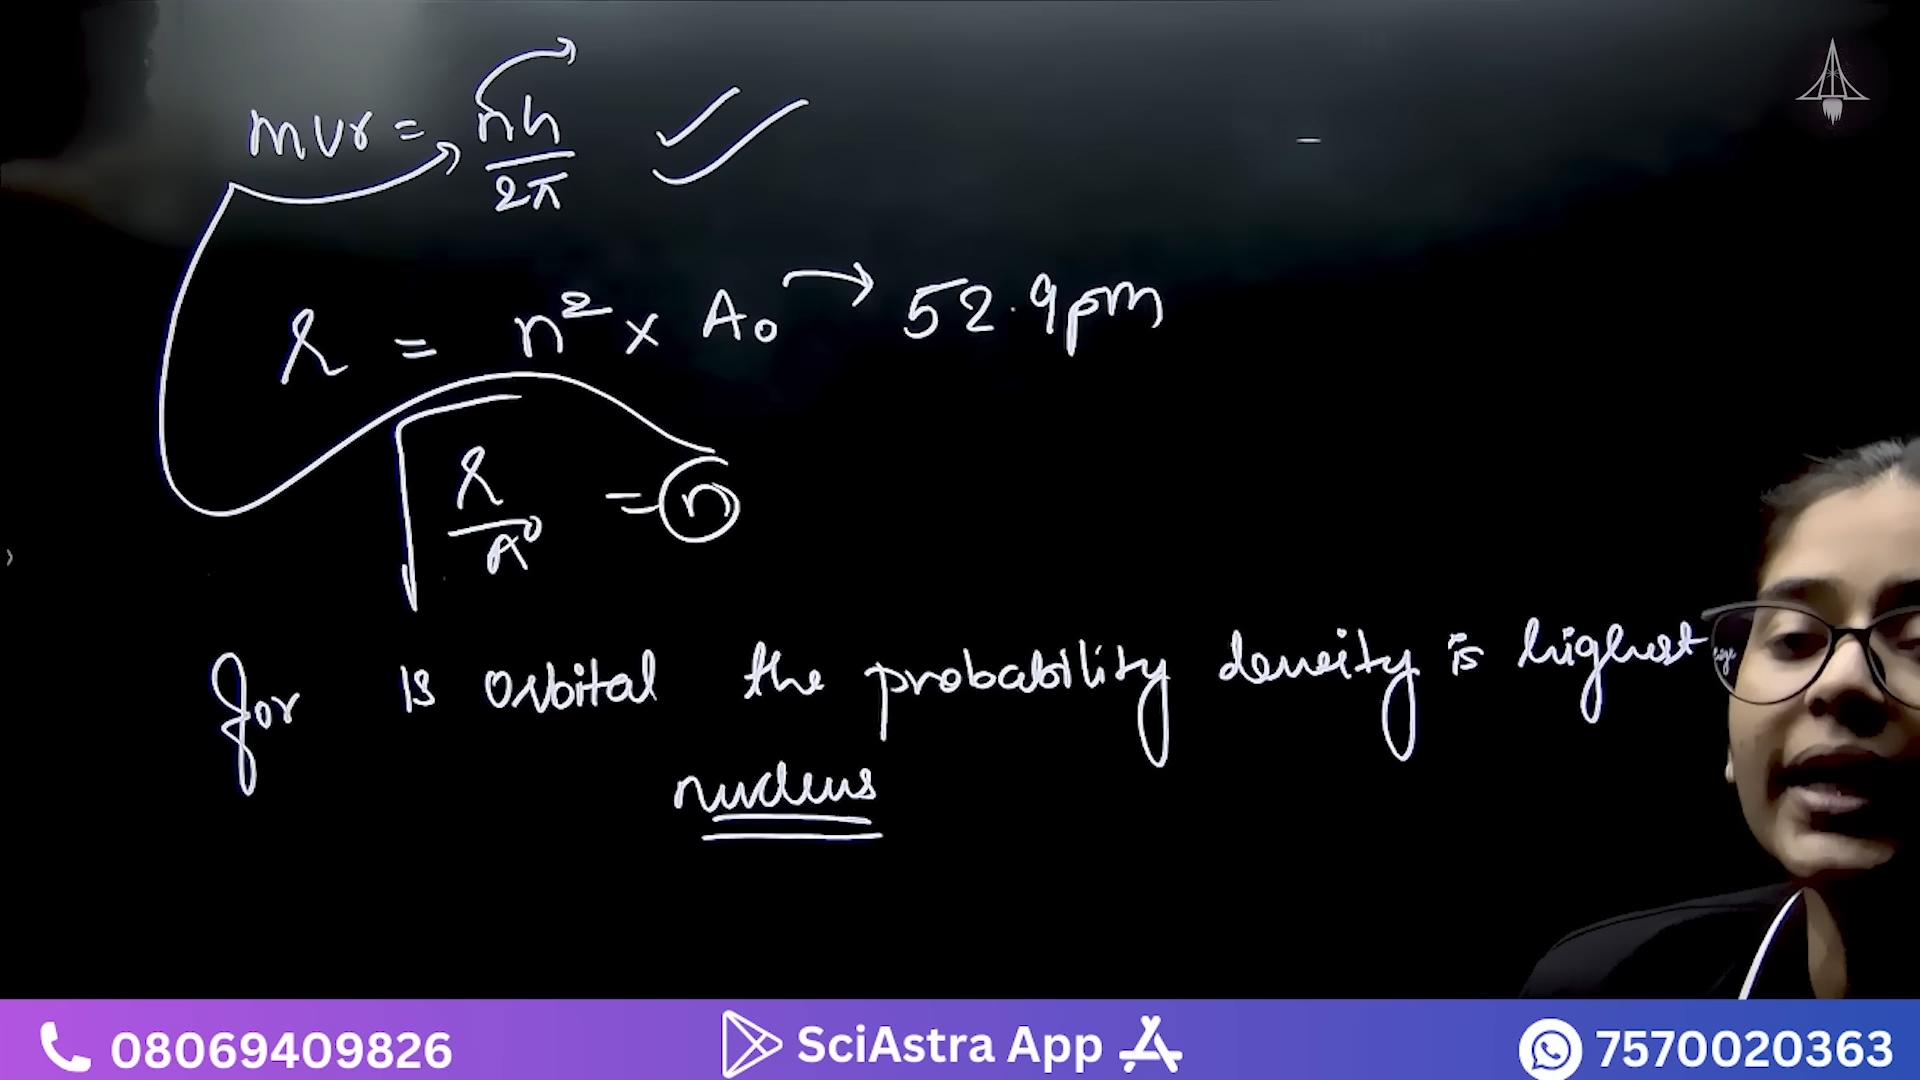 mvr = nh/2π
r = n² × A₀ → 52.9pm
√(r/A⁰) = n
for 1s orbital the probability density is highest
nucleus
08069409826 SciAstra App 7570020363